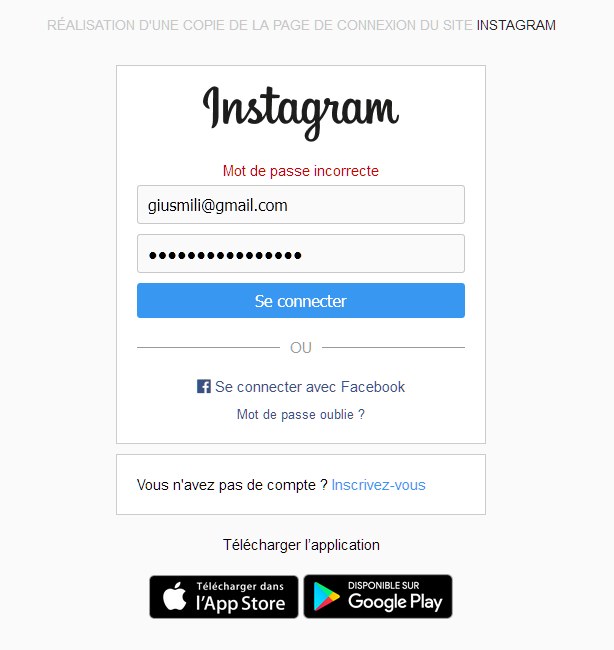 RÉALISATION D'UNE COPIE DE LA PAGE DE CONNEXION DU SITE INSTAGRAM
Instagram
Mot de passe incorrecte
giusmili@gmail.com
••••••••••••••••
Se connecter
OU
Se connecter avec Facebook
Mot de passe oublie ?
Vous n'avez pas de compte ? Inscrivez-vous
Télécharger l'application
Télécharger dans
l'App Store
DISPONIBLE SUR
Google Play